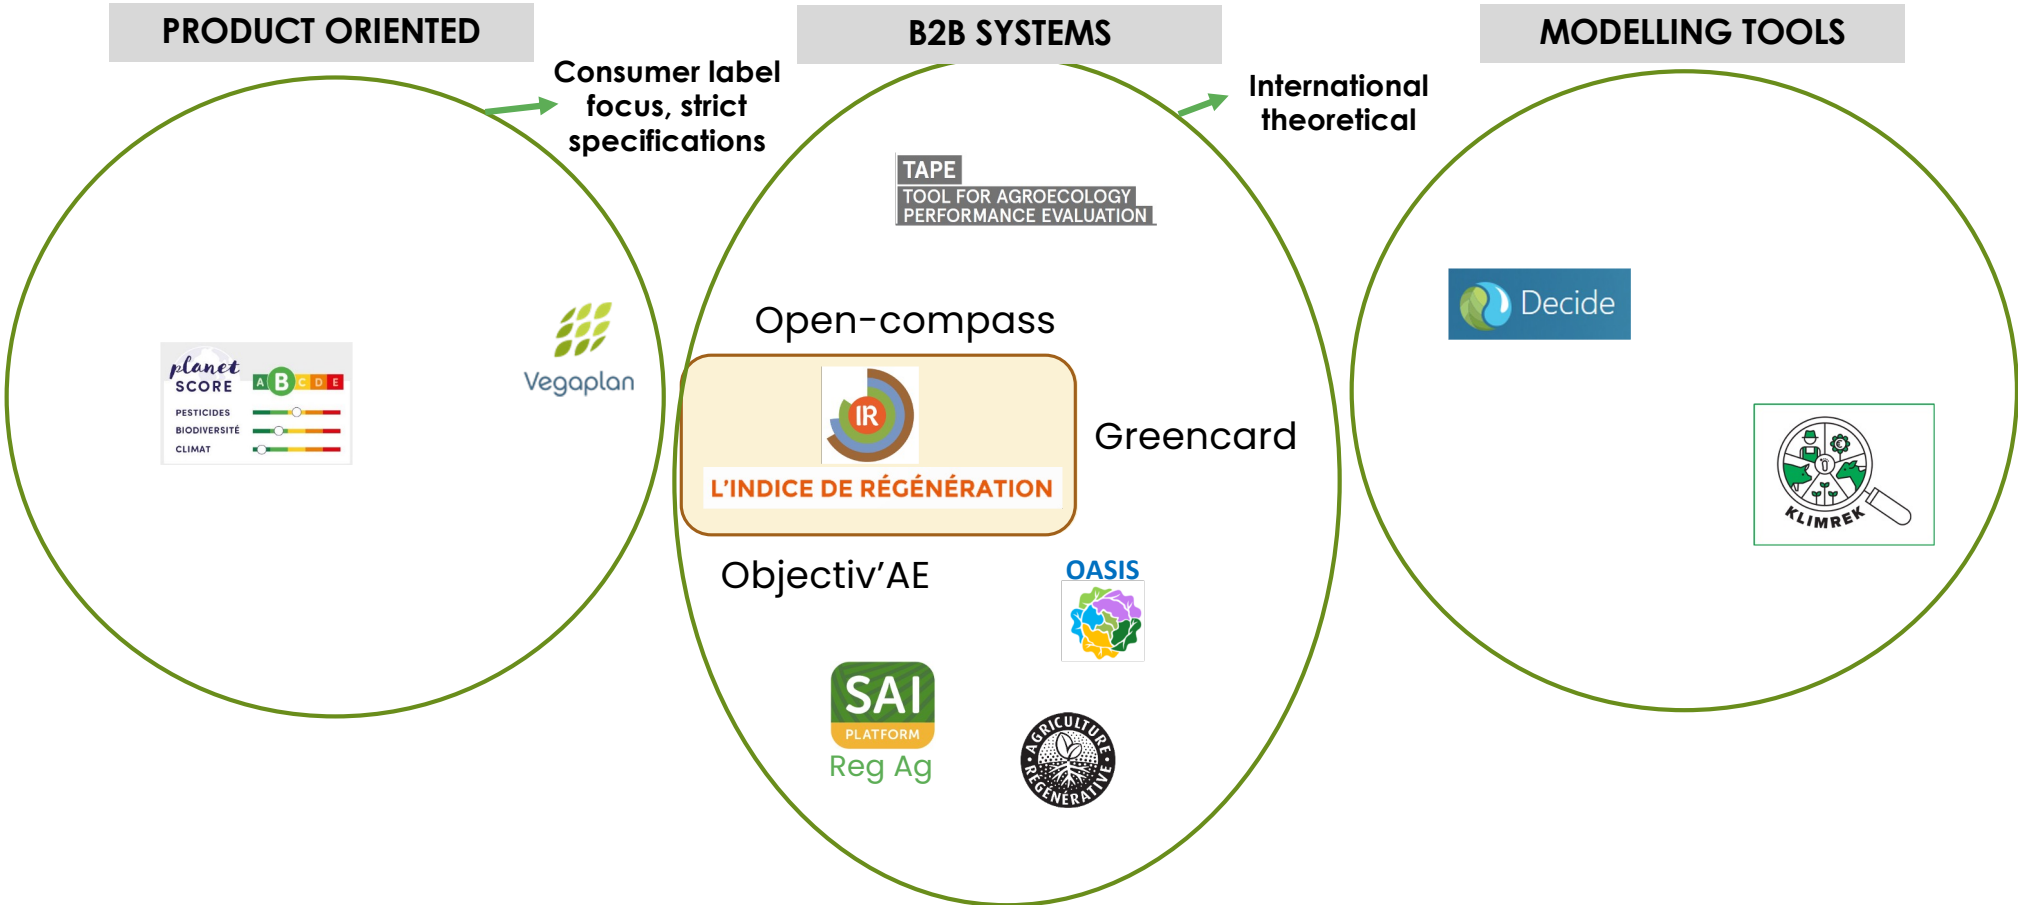 PRODUCT ORIENTED
B2B SYSTEMS
MODELLING TOOLS
Consumer label
focus, strict
specifications
International
theoretical
TAPE
TOOL FOR AGROECOLOGY
PERFORMANCE EVALUATION
planet
SCORE
A B C D E
PESTICIDES
BIODIVERSITÉ
CLIMAT
Vegaplan
Open-compass
IR
L'INDICE DE RÉGÉNÉRATION
Greencard
Objectiv'AE
OASIS
SAI
PLATFORM
Reg Ag
AGRICULTURE
RÉGÉNÉRATIVE
Decide
KLIMREK